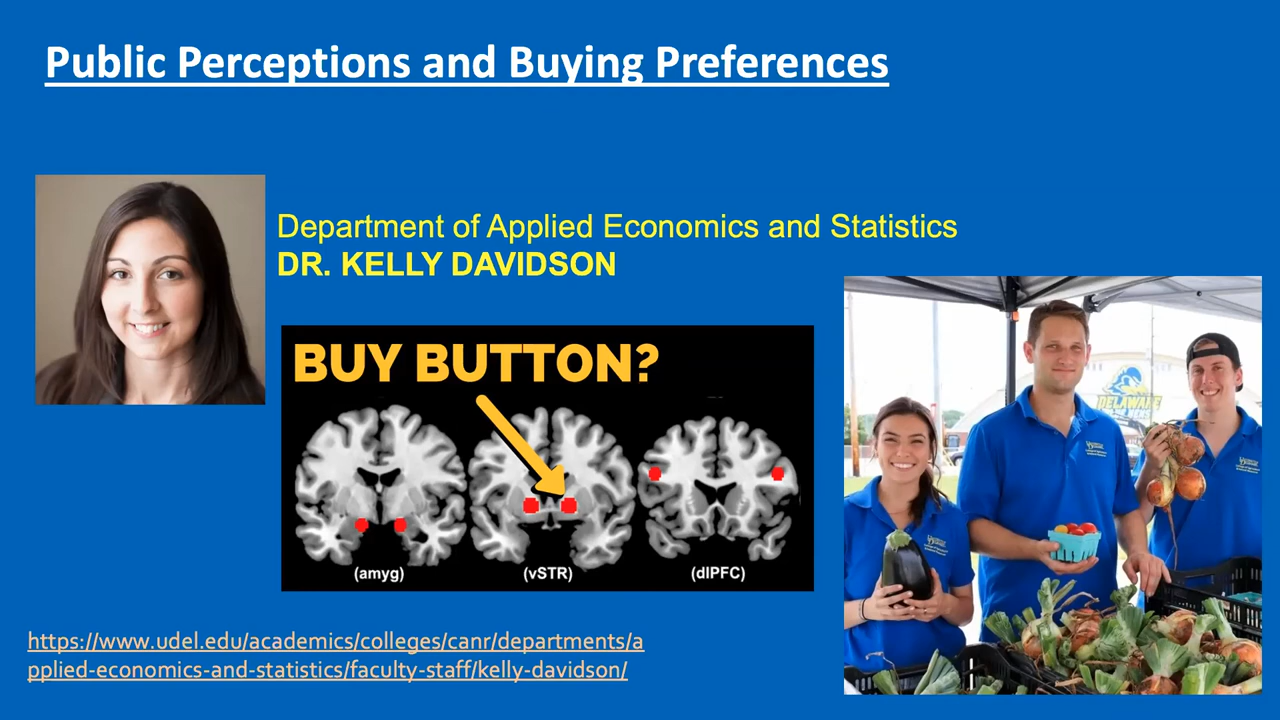 Public Perceptions and Buying Preferences
Department of Applied Economics and Statistics
DR. KELLY DAVIDSON
BUY BUTTON?
(amyg)
(vSTR)
(dlPFC)
DELAWARE
https://www.udel.edu/academics/colleges/canr/departments/a
pplied-economics-and-statistics/faculty-staff/kelly-davidson/